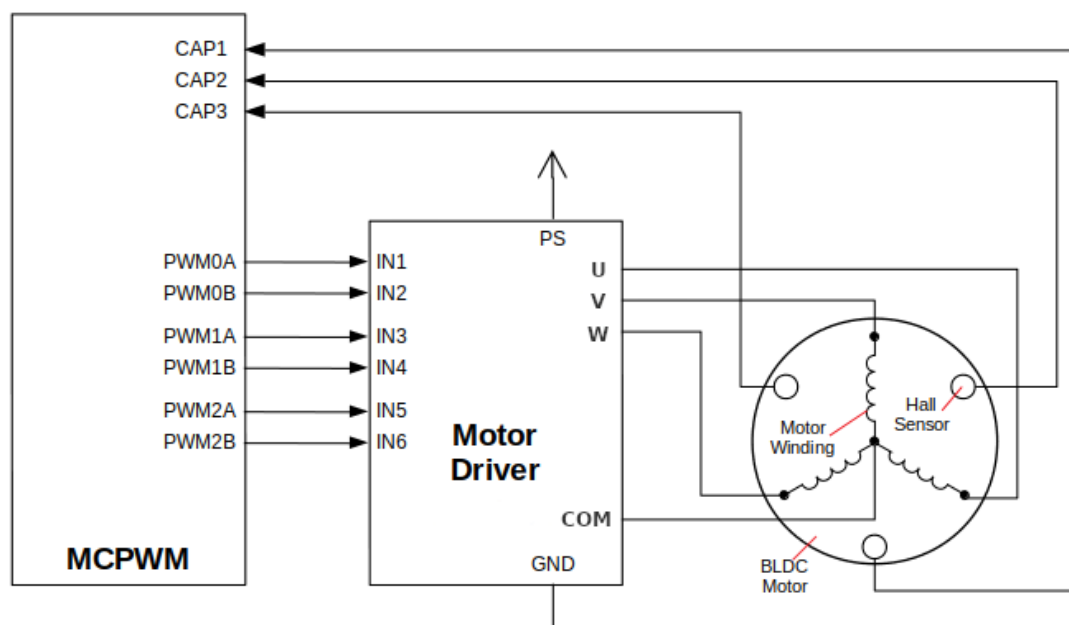 CAP1
CAP2
CAP3
PWM0A
PWM0B
PWM1A
PWM1B
PWM2A
PWM2B
MCPWM
PS
IN1
IN2
IN3
IN4
IN5
IN6
U
V
W
Motor
Driver
COM
GND
Motor
Winding
Hall
Sensor
BLDC
Motor